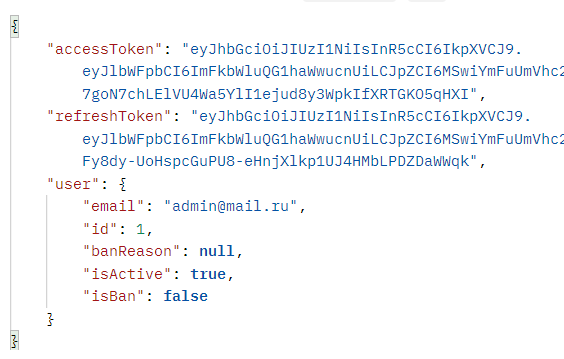 {
"accessToken": "eyJhbGciOiJIUzI1NiIsInR5cCI6IkpXVCJ9.
eyJlbWFpbCI6ImFkbWluQG1haWwucnUiLCJpZCI6MSwiYmFuUmVhc2
7goN7chLElVU4Wa5YlI1ejud8y3WpkIfXRTGKO5qHXI",
"refreshToken": "eyJhbGciOiJIUzI1NiIsInR5cCI6IkpXVCJ9.
eyJlbWFpbCI6ImFkbWluQG1haWwucnUiLCJpZCI6MSwiYmFuUmVhc2
Fy8dy-UoHspcGuPU8-eHnjXlkp1UJ4HMbLPDZDaWWqk",
"user": {
"email": "admin@mail.ru",
"id": 1,
"banReason": null,
"isActive": true,
"isBan": false
}
}